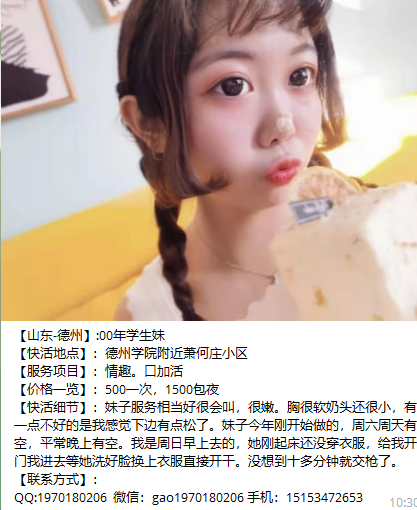 【山东-德州】:00年学生妹
【快活地点】：德州学院附近萧何庄小区
【服务项目】：情趣。口加活
【价格一览】：500一次，1500包夜
【快活细节】：妹子服务相当好很会叫，很嫩。胸很软奶头还很小，有
一点不好的是我感觉下边有点松了。妹子今年刚开始做的，周六周天有
空，平常晚上有空。我是周日早上去的，她刚起床还没穿衣服，给我开
门我进去等她洗好脸换上衣服直接开干。没想到十多分钟就交枪了。
【联系方式】：
QQ:1970180206 微信：gao1970180206 手机：15153472653